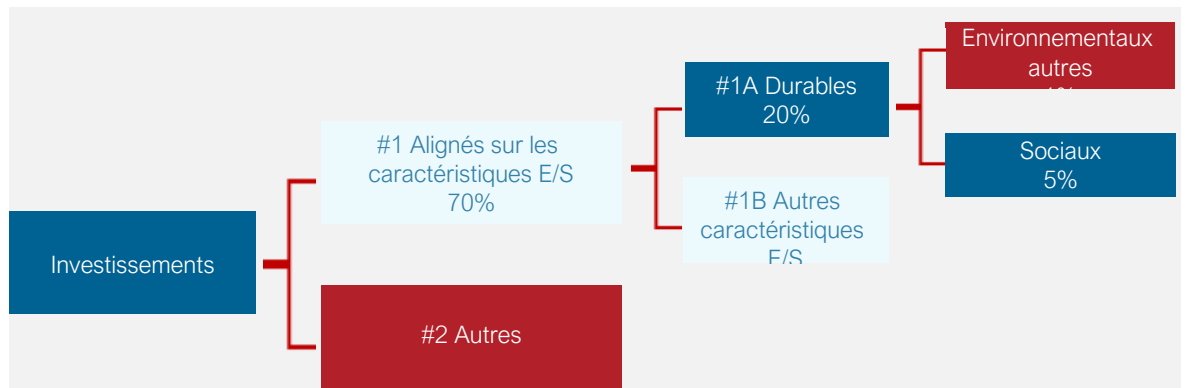 Environnementaux
autres
#1A Durables
20%
#1 Alignés sur les
caractéristiques E/S
70%
Sociaux
5%
#1B Autres
caractéristiques
E/S
Investissements
#2 Autres